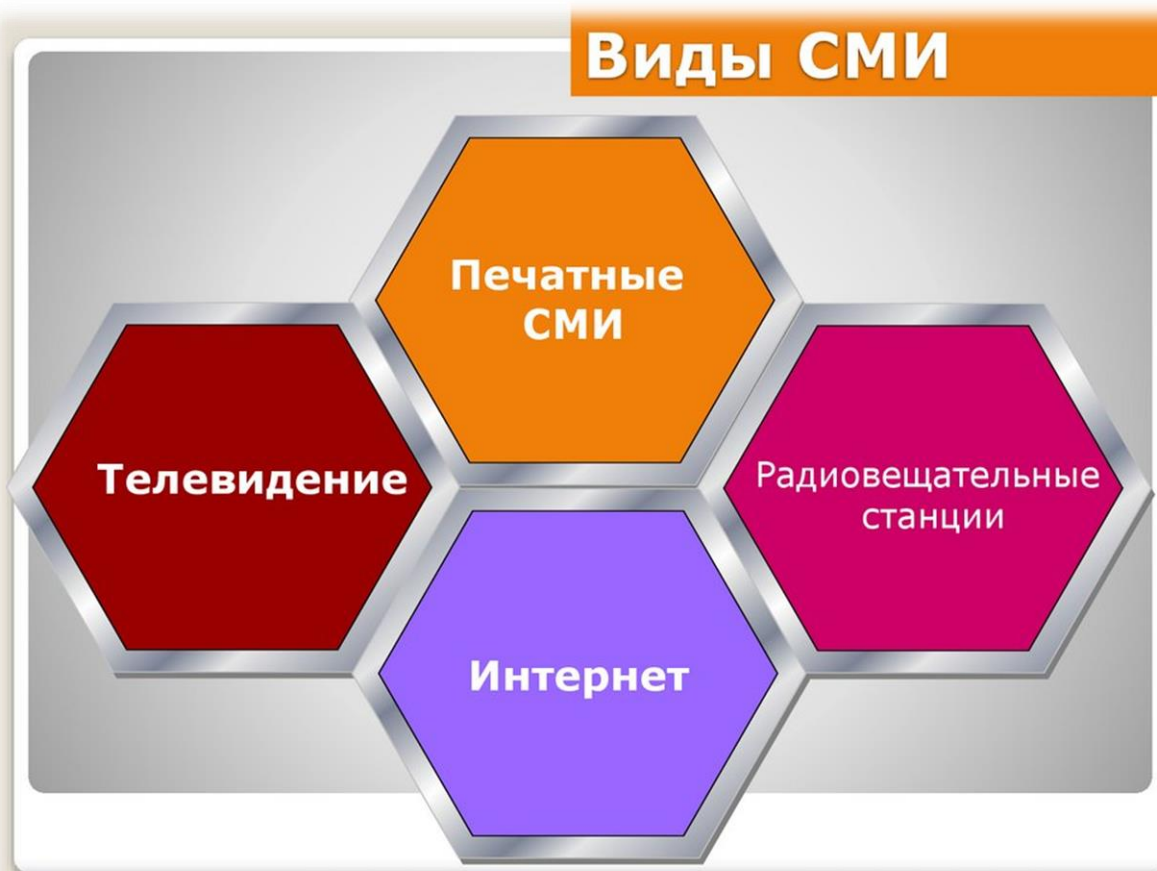 Виды СМИ
Печатные
СМИ
Телевидение
Радиовещательные
станции
Интернет